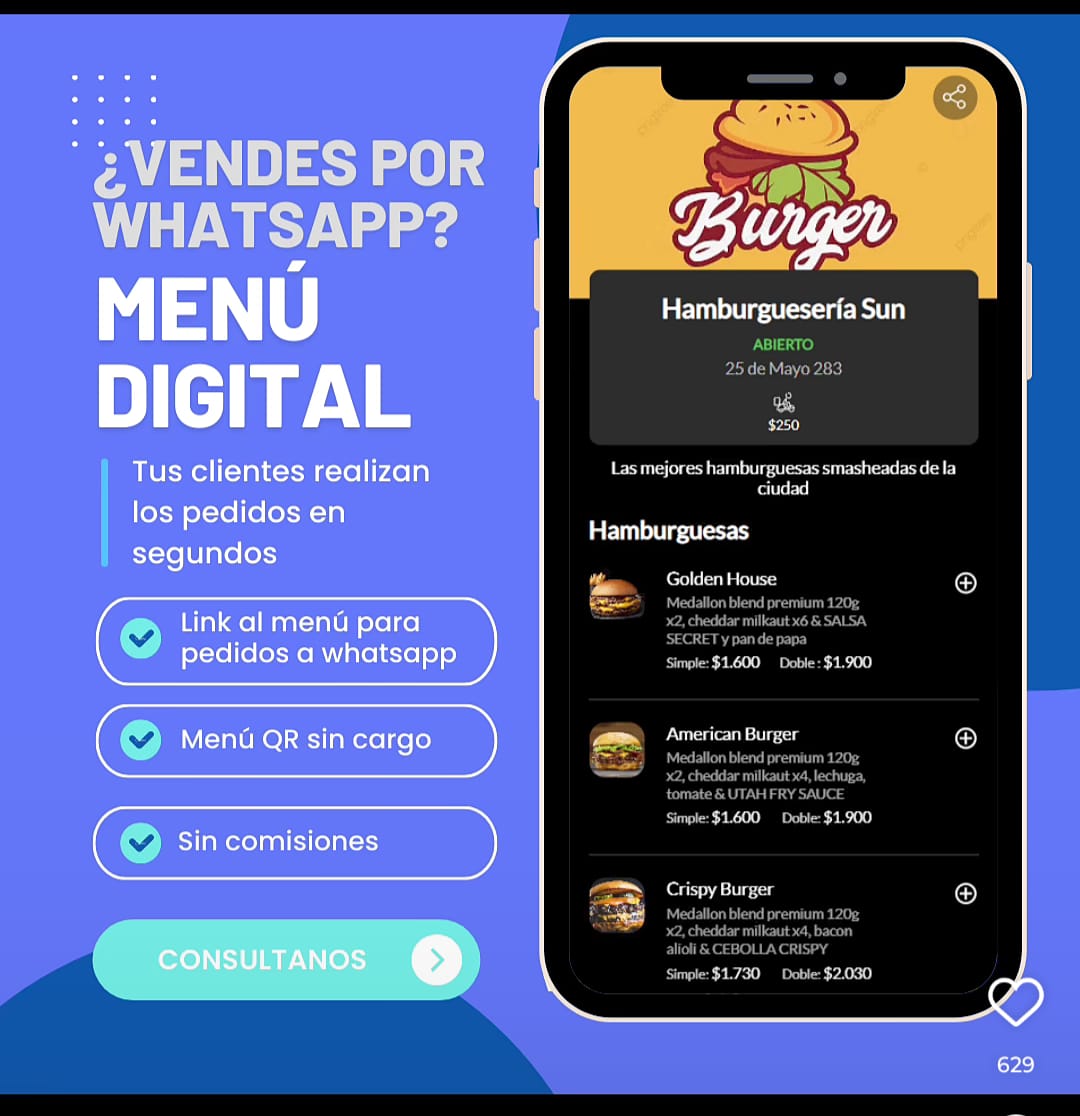 ¿VENDES POR
WHATSAPP?
MENÚ
DIGITAL
Tus clientes realizan
los pedidos en
segundos
Link al menú para
pedidos a whatsapp
Menú QR sin cargo
Sin comisiones
CONSULTANOS
Burger
Hamburguesería Sun
ABIERTO
25 de Mayo 283
$250
Las mejores hamburguesas smasheadas de la
ciudad
Hamburguesas
Golden House
Medallon blend premium 120g
x2, cheddar milkaut x6 & SALSA
SECRET y pan de papa
Simple: $1.600 Doble : $1.900
American Burger
Medallon blend premium 120g
x2, cheddar milkaut x4, lechuga,
tomate & UTAH FRY SAUCE
Simple: $1.600 Doble: $1.900
Crispy Burger
Medallon blend premium 120g
x2, cheddar milkaut x4, bacon
alioli & CEBOLLA CRISPY
Simple: $1.730 Doble: $2.030
629